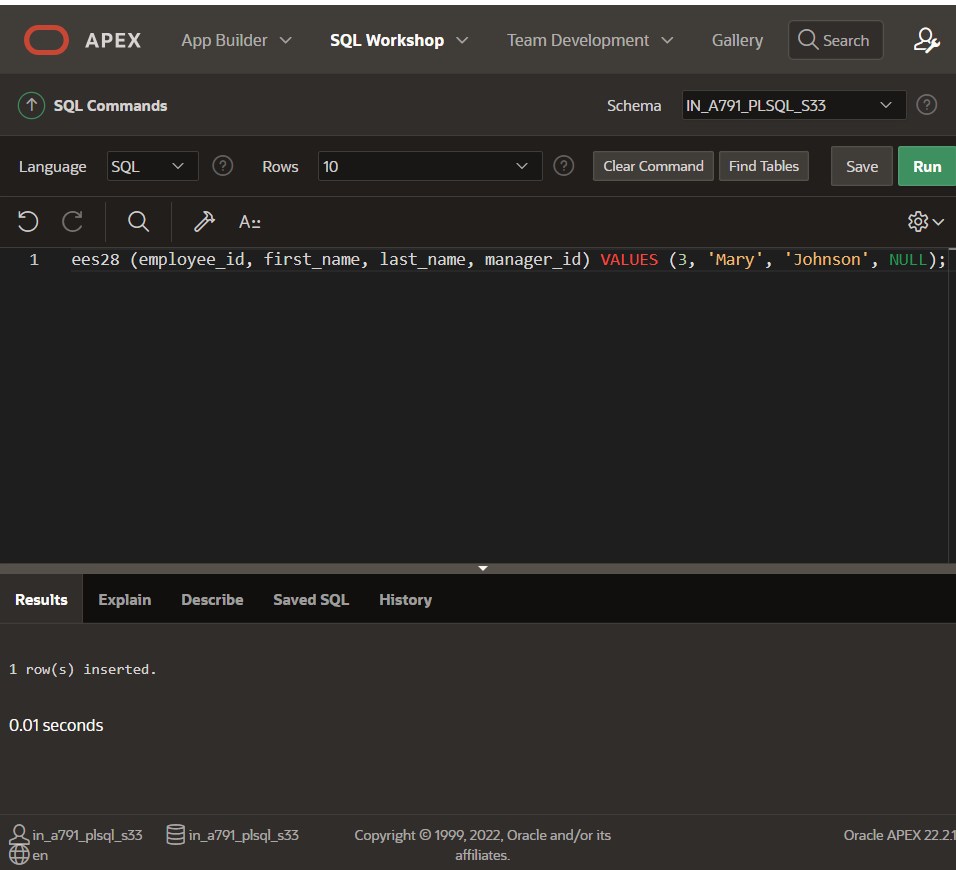 APEX App Builder SQL Workshop Team Development Gallery Search
SQL Commands Schema IN_A791_PLSQL_S33 ?
Language SQL ? Rows 10 ? Clear Command Find Tables Save Run
A::
1 ees28 (employee_id, first_name, last_name, manager_id) VALUES (3, 'Mary', 'Johnson', NULL);
Results Explain Describe Saved SQL History
1 row(s) inserted.
0.01 seconds
in_a791_plsql_s33 in_a791_plsql_s33 Copyright © 1999, 2022, Oracle and/or its Oracle APEX 22.2.1
en affiliates.